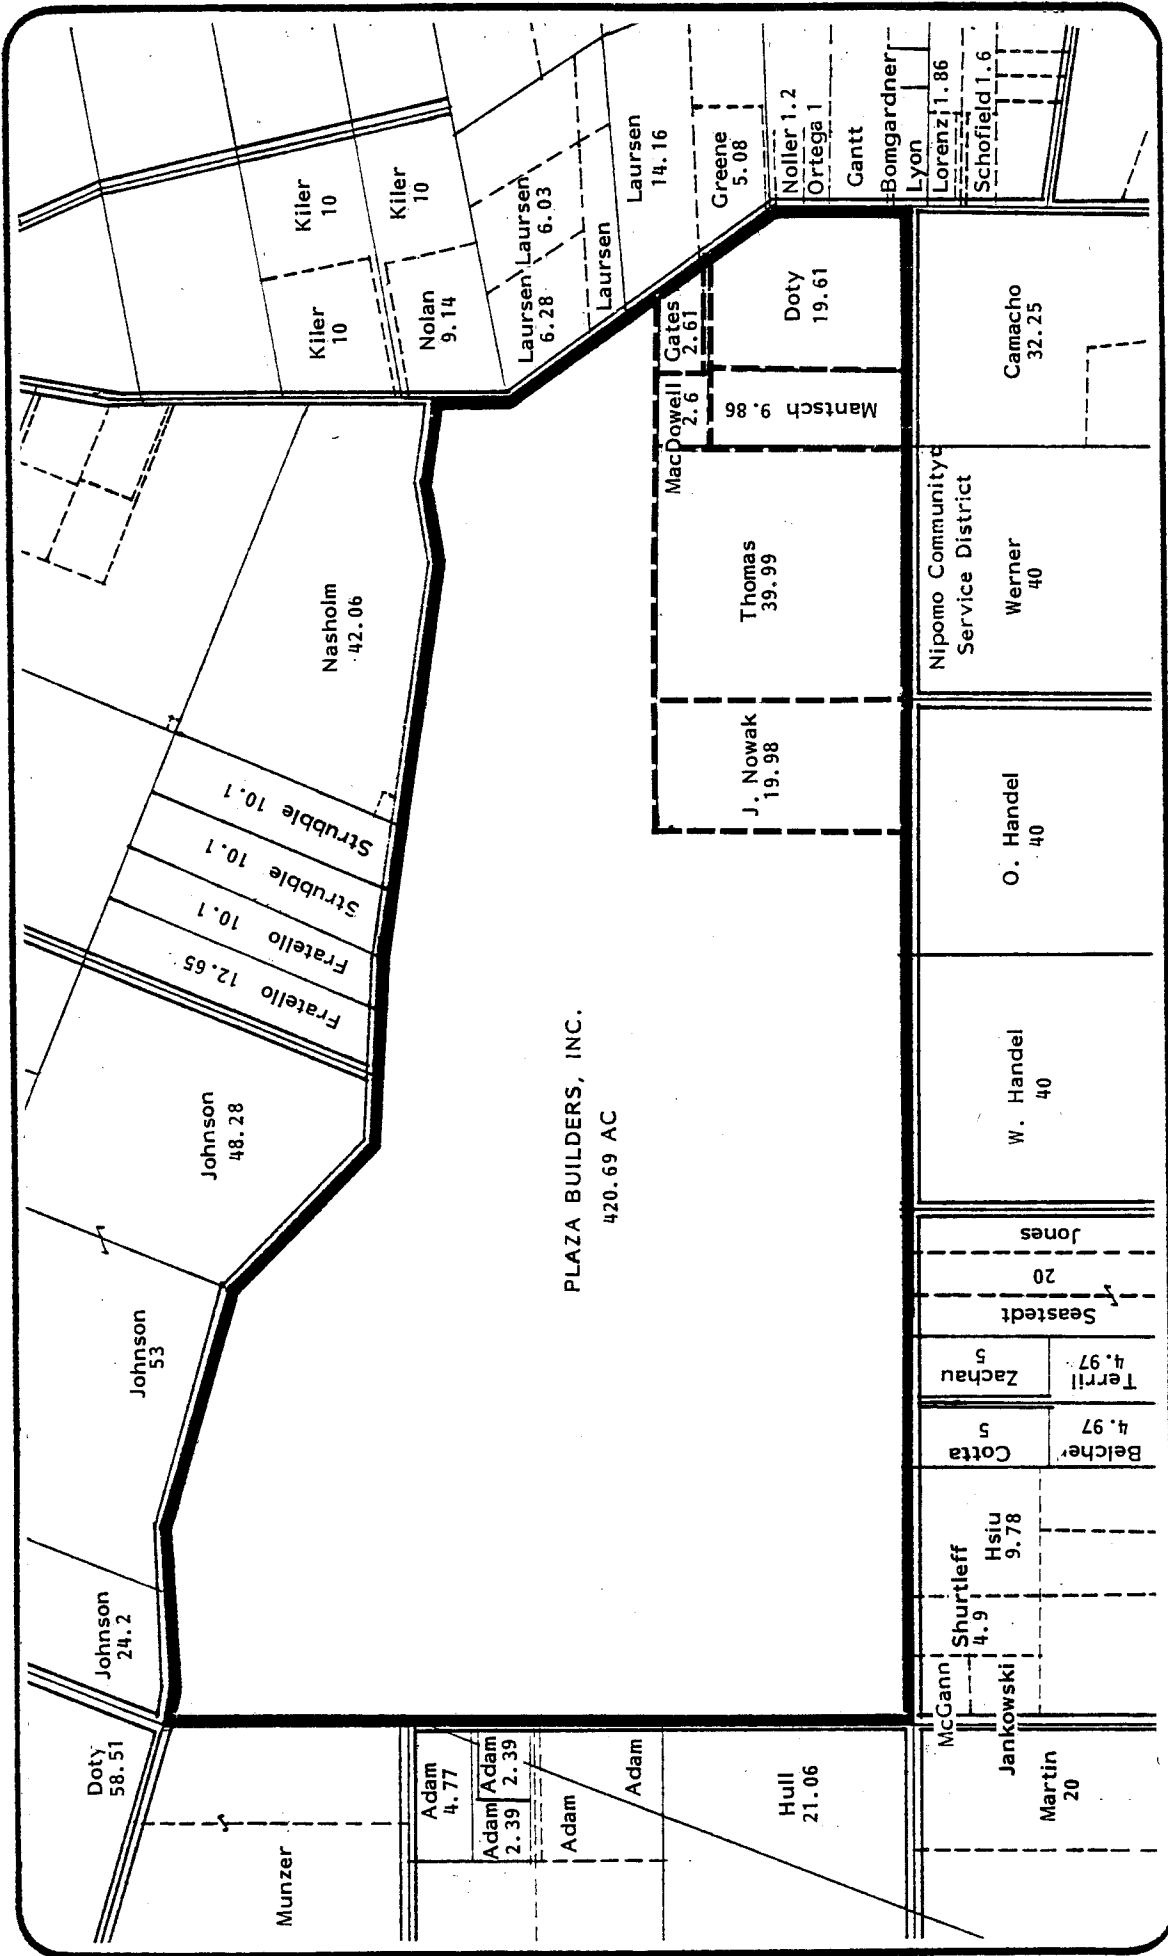 Doty
58.51
Johnson
24.2
Johnson
53
Johnson
48.28
Fratello 12.65
Fratello 10.1
Strubble 10.1
Strubble 10.1
Nasholm
42.06
Kiler
10
Kiler
10
Kiler
10
Nolan
9.14
Laursen
6.28
Laursen
6.03
Laursen
Laursen
14.16
Greene
5.08
Noller 1.2
Ortega 1
Gantt
Bomgardner
Lyon
Lorenz 1.86
Schofield 1.6
Munzer
Adam
4.77
Adam
2.39
Adam
2.39
Adam
Adam
Hull
21.06
Martin
20
PLAZA BUILDERS, INC.
420.69 AC
J. Nowak
19.98
Thomas
39.99
MacDowell
2.6
Gates
2.61
Mantsch 9.86
Doty
19.61
McGann
Jankowski
Shurtleff
4.9
Hsiu
9.78
Cotta
5
Belcher
4.97
Zachau
5
Terril
4.97
Seastedt
20
Jones
W. Handel
40
O. Handel
40
Nipomo Community
Service District
Werner
40
Camacho
32.25